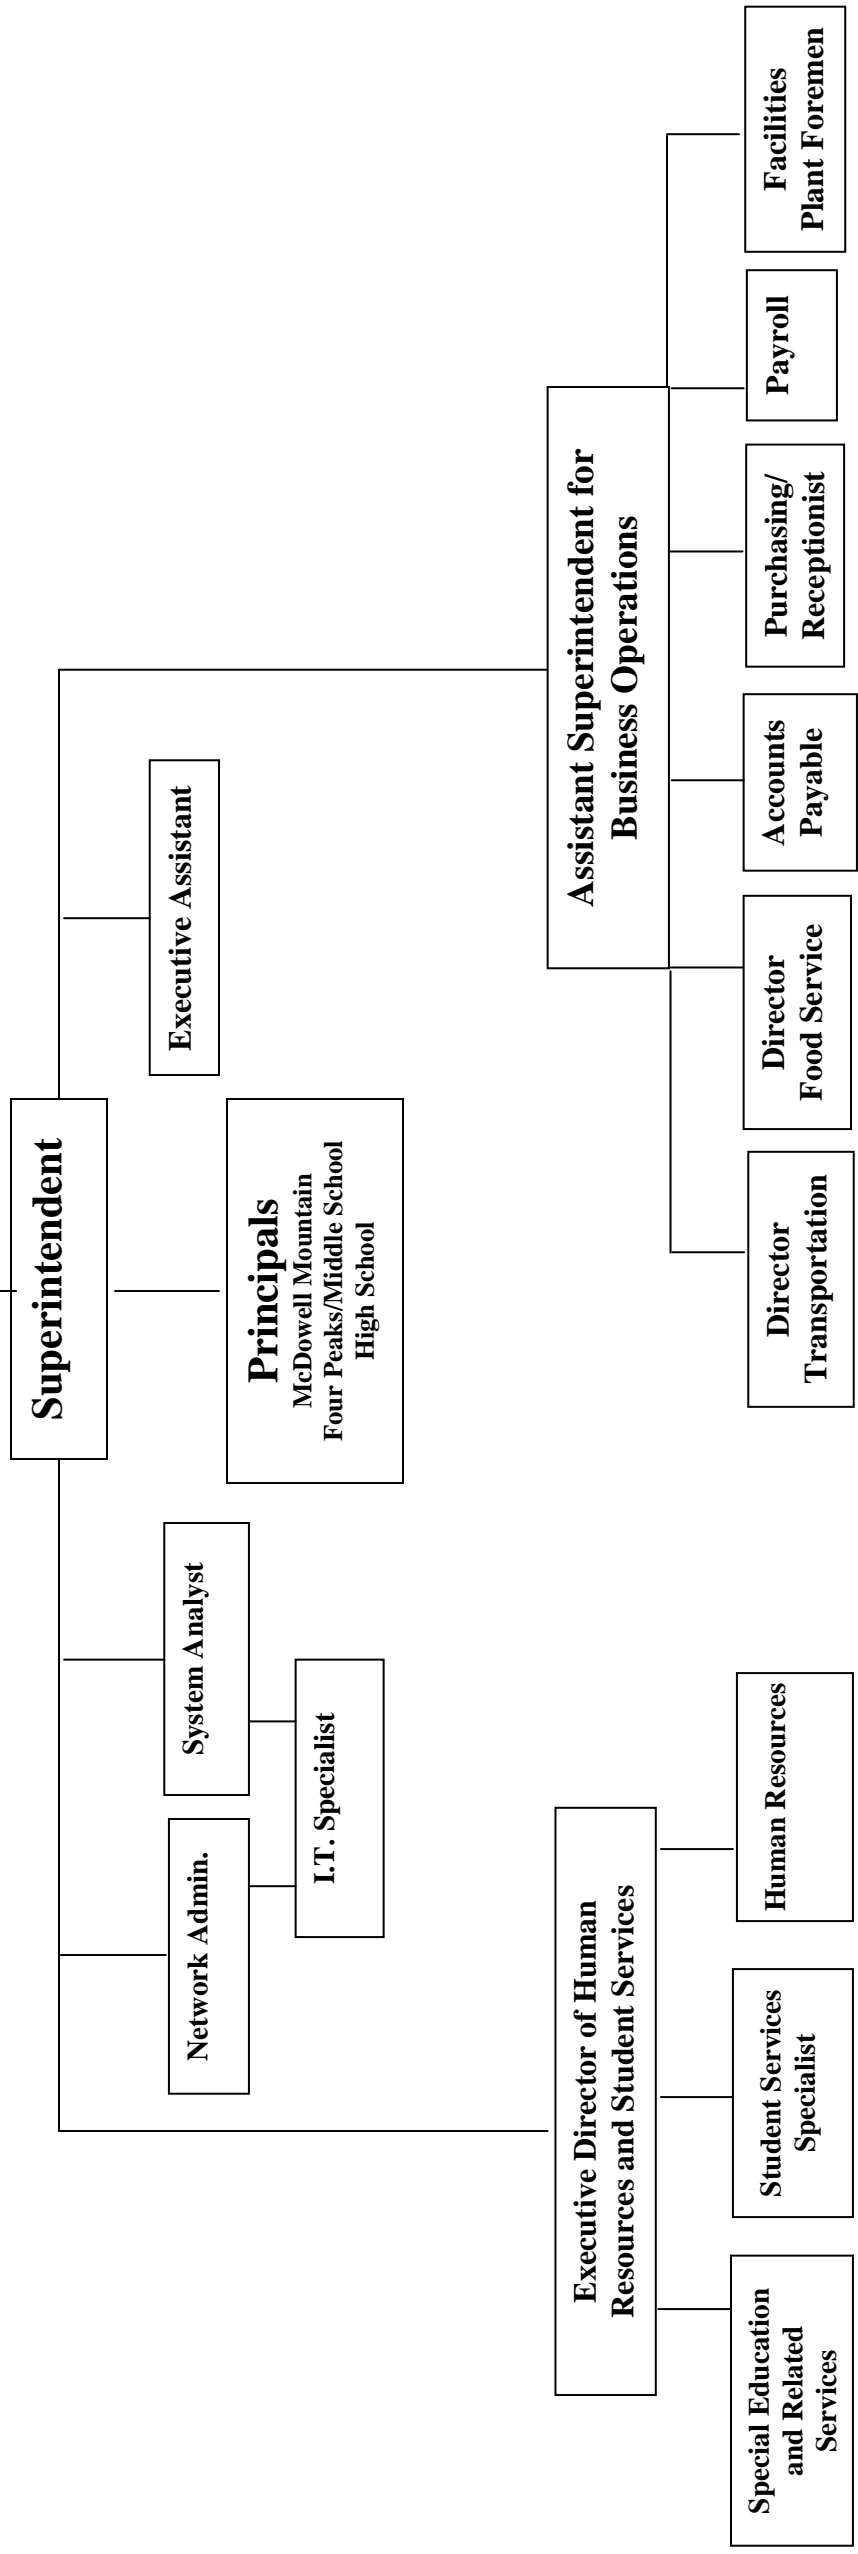 Superintendent
Executive Assistant
System Analyst
Network Admin.
Principals
McDowell Mountain
Four Peaks/Middle School
High School
I.T. Specialist
Executive Director of Human
Resources and Student Services
Assistant Superintendent for
Business Operations
Special Education
and Related
Services
Student Services
Specialist
Human Resources
Director
Transportation
Director
Food Service
Accounts
Payable
Purchasing/
Receptionist
Payroll
Facilities
Plant Foremen